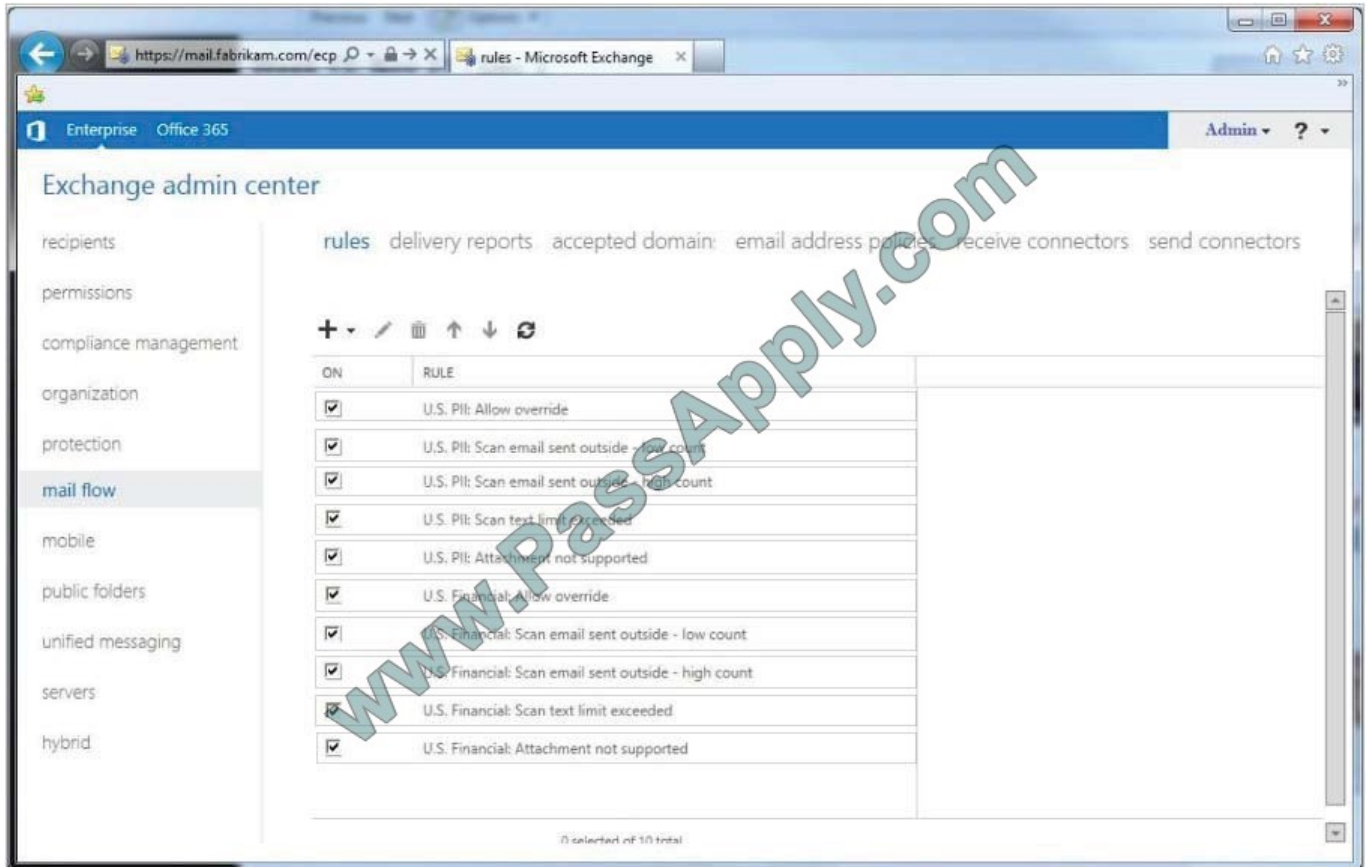 https://mail.fabrikam.com/ecp
rules - Microsoft Exchange
Enterprise Office 365
Admin ?
Exchange admin center
recipients
permissions
compliance management
organization
protection
mail flow
mobile
public folders
unified messaging
servers
hybrid
rules delivery reports accepted domain: email address policies receive connectors send connectors
ON RULE
U.S. PII: Allow override
U.S. PII: Scan email sent outside - low count
U.S. PII: Scan email sent outside - high count
U.S. PII: Scan text limit exceeded
U.S. PII: Attachment not supported
U.S. Financial: Allow override
U.S. Financial: Scan email sent outside - low count
U.S. Financial: Scan email sent outside - high count
U.S. Financial: Scan text limit exceeded
U.S. Financial: Attachment not supported
0 selected of 10 total
www.PassApply.com